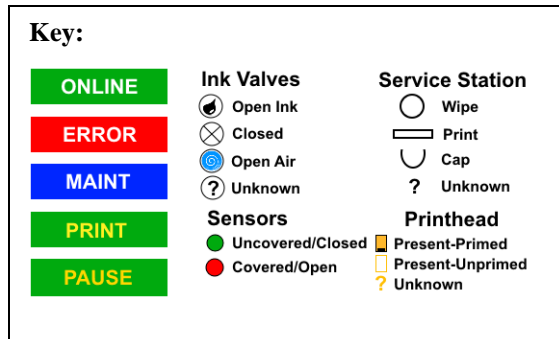 Key:
ONLINE
ERROR
MAINT
PRINT
PAUSE
Ink Valves
Open Ink
Closed
Open Air
? Unknown
Sensors
Uncovered/Closed
Covered/Open
Service Station
Wipe
Print
Cap
? Unknown
Printhead
Present-Primed
Present-Unprimed
? Unknown